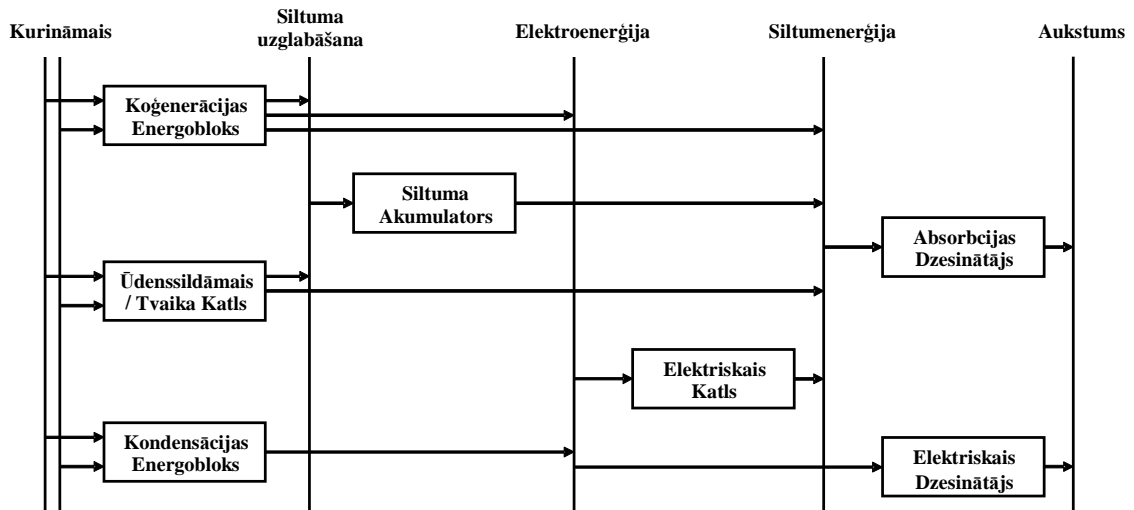 Kurināmais
Siltuma
uzglabāšana
Elektroenerģija
Siltumenerģija
Aukstums
Koģenerācijas
Energobloks
Siltuma
Akumulators
Absorbcijas
Dzesinātājs
Ūdenssildāmais
/ Tvaika Katls
Elektriskais
Katls
Kondensācijas
Energobloks
Elektriskais
Dzesinātājs